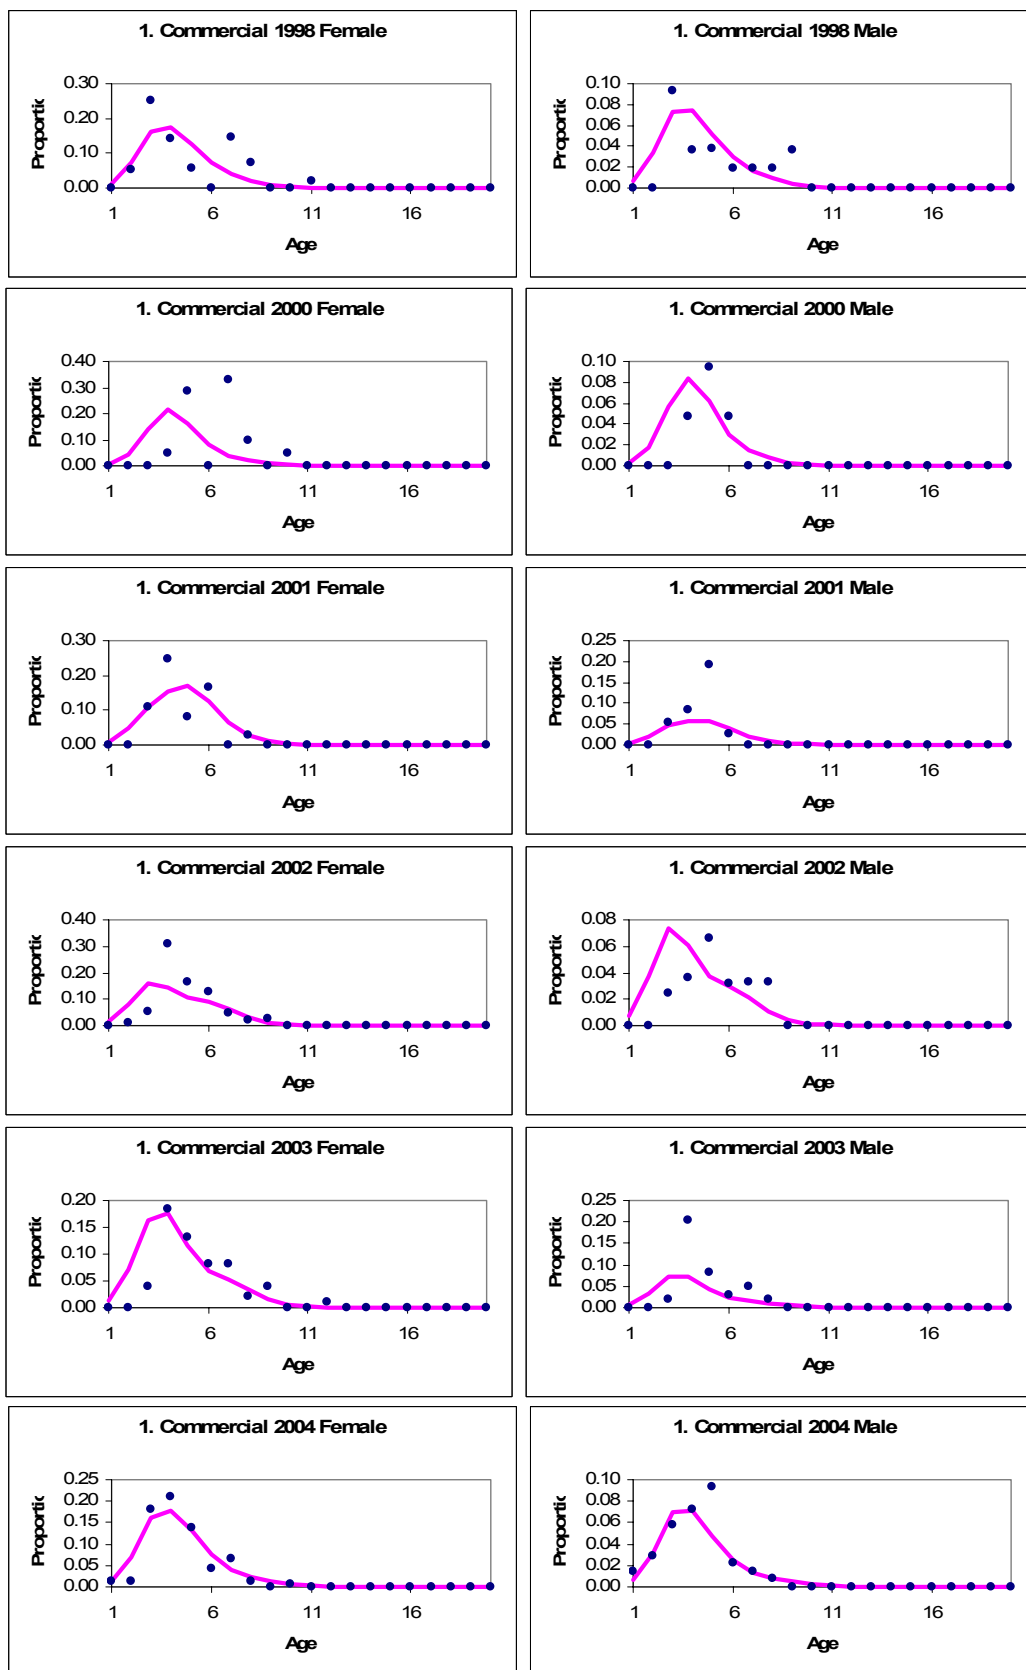 1. Commercial 1998 Female
Proportic
0.30
0.20
0.10
0.00
1 6 11 16
Age
1. Commercial 1998 Male
Proportic
0.10
0.08
0.06
0.04
0.02
0.00
1 6 11 16
Age
1. Commercial 2000 Female
Proportic
0.40
0.30
0.20
0.10
0.00
1 6 11 16
Age
1. Commercial 2000 Male
Proportic
0.10
0.08
0.06
0.04
0.02
0.00
1 6 11 16
Age
1. Commercial 2001 Female
Proportic
0.30
0.20
0.10
0.00
1 6 11 16
Age
1. Commercial 2001 Male
Proportic
0.25
0.20
0.15
0.10
0.05
0.00
1 6 11 16
Age
1. Commercial 2002 Female
Proportic
0.40
0.30
0.20
0.10
0.00
1 6 11 16
Age
1. Commercial 2002 Male
Proportic
0.08
0.06
0.04
0.02
0.00
1 6 11 16
Age
1. Commercial 2003 Female
Proportic
0.20
0.15
0.10
0.05
0.00
1 6 11 16
Age
1. Commercial 2003 Male
Proportic
0.25
0.20
0.15
0.10
0.05
0.00
1 6 11 16
Age
1. Commercial 2004 Female
Proportic
0.25
0.20
0.15
0.10
0.05
0.00
1 6 11 16
Age
1. Commercial 2004 Male
Proportic
0.10
0.08
0.06
0.04
0.02
0.00
1 6 11 16
Age